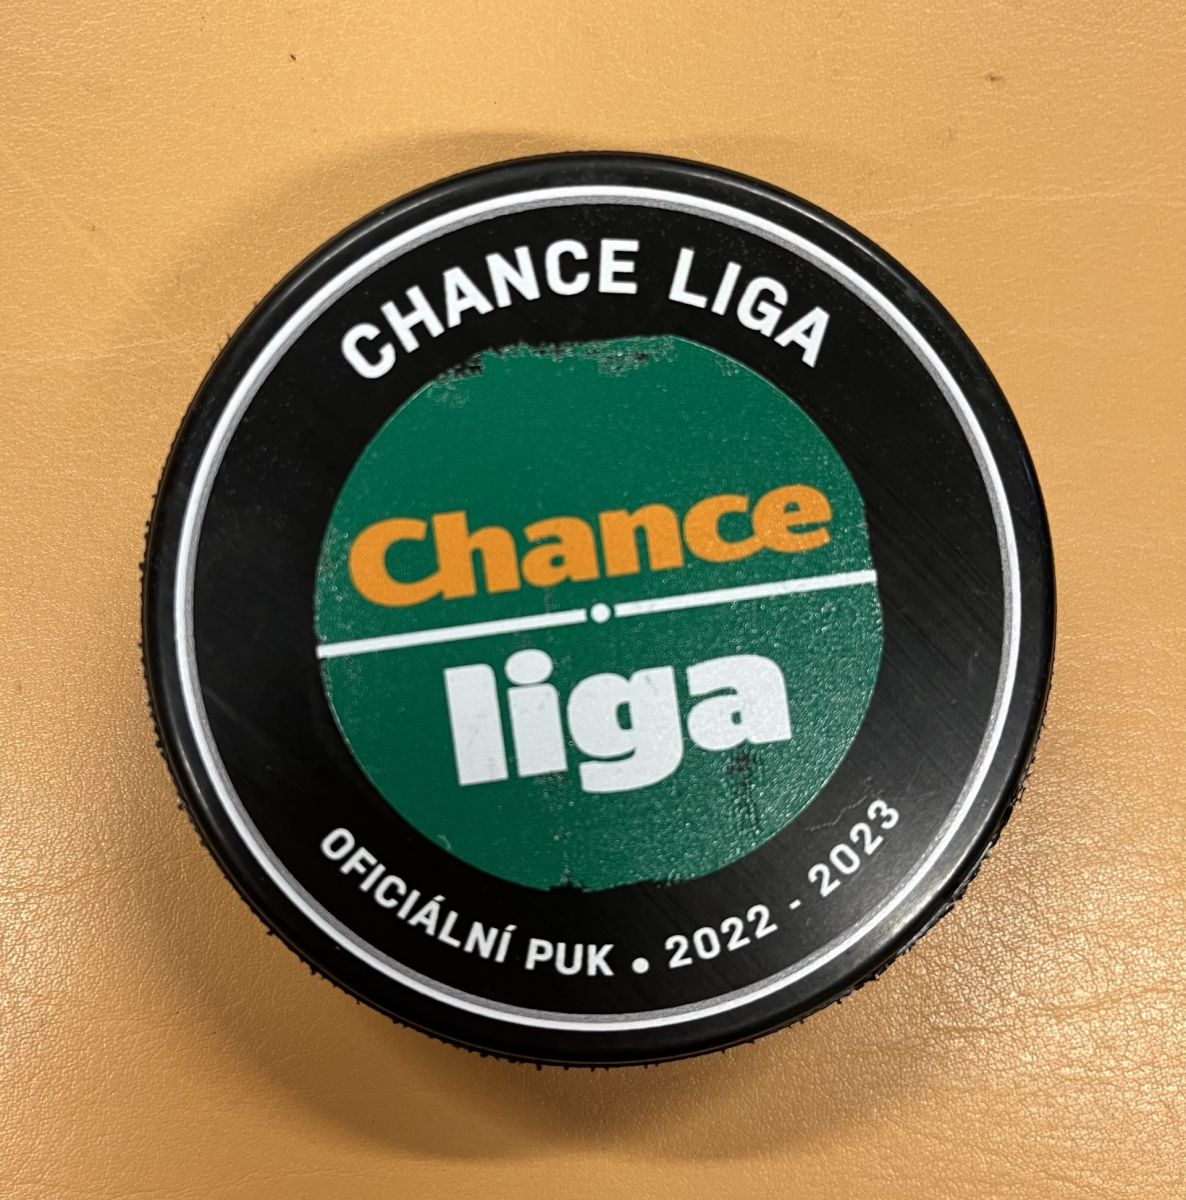 CHANCE LIGA
Chance
liga
OFICIÁLNÍ PUK • 2022 - 2023